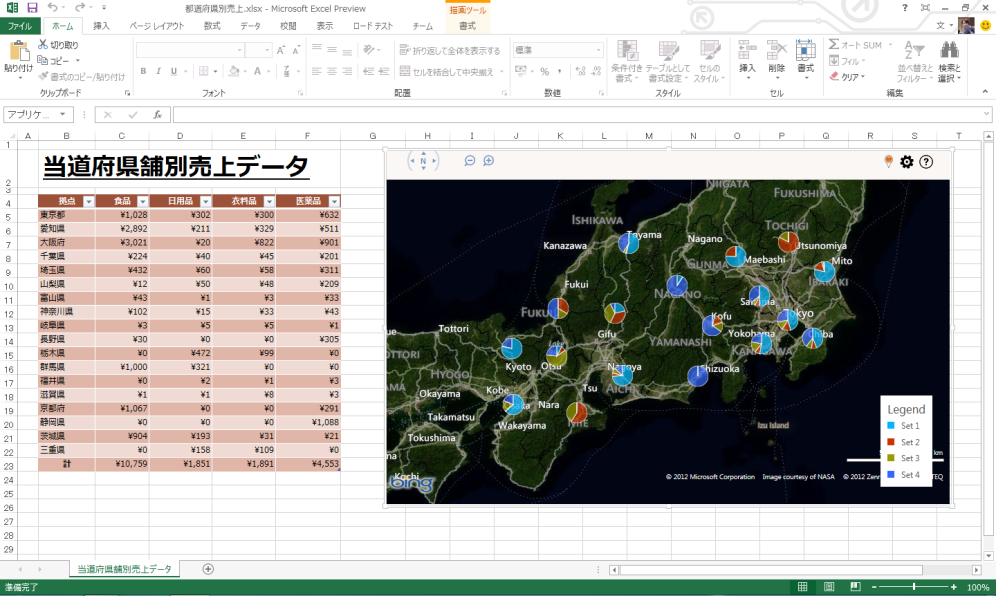 都道府県別売上.xlsx - Microsoft Excel Preview
描画ツール
ファイル ホーム 挿入 ページ レイアウト 数式 データ 校閲 表示 ロード テスト チーム 書式
貼り付け
切り取り
コピー
書式のコピー/貼り付け
クリップボード
B I U
フォント
折り返して全体を表示する
セルを結合して中央揃え
配置
標準
数値
条件付き書式
テーブルとして書式設定
セルのスタイル
スタイル
挿入 削除 書式
セル
オート SUM
フィル
クリア
並べ替えとフィルター
検索と選択
編集
アプリケ... fx
A B C D E F G H I J K L M N O P Q R S T
当道府県舗別売上データ
拠点 食品 日用品 衣料品 医薬品
東京都 ¥1,028 ¥302 ¥300 ¥632
愛知県 ¥2,892 ¥211 ¥329 ¥511
大阪府 ¥3,021 ¥20 ¥822 ¥901
千葉県 ¥224 ¥40 ¥45 ¥201
埼玉県 ¥432 ¥60 ¥58 ¥311
山梨県 ¥12 ¥50 ¥48 ¥209
富山県 ¥43 ¥1 ¥3 ¥33
神奈川県 ¥102 ¥15 ¥33 ¥43
岐阜県 ¥3 ¥5 ¥5 ¥1
長野県 ¥30 ¥0 ¥0 ¥305
栃木県 ¥0 ¥472 ¥99 ¥0
群馬県 ¥1,000 ¥321 ¥0 ¥0
福井県 ¥0 ¥2 ¥1 ¥3
滋賀県 ¥1 ¥1 ¥8 ¥3
京都府 ¥1,067 ¥0 ¥0 ¥291
静岡県 ¥0 ¥0 ¥0 ¥1,088
茨城県 ¥904 ¥193 ¥31 ¥21
三重県 ¥0 ¥158 ¥109 ¥0
計 ¥10,759 ¥1,851 ¥1,891 ¥4,553
N
NIIGATA
FUKUSHIMA
ISHIKAWA
TOCHIGI
Toyama
Nagano
Kanazawa
Utsunomiya
Maebashi
Mito
GUNMA
IBARAKI
Fukui
NAGANO
Saitama
FUKUI
Kofu
Tokyo
Tottori
Gifu
Yokohama
Chiba
YAMANASHI
KANAGAWA
TOTTORI
Lake
Kyoto
Otsu
Nagoya
Shizuoka
HYOGO
AICHI
Okayama
Kobe
Tsu
Nara
Takamatsu
Wakayama
MIE
Izu Island
Tokushima
Kochi
bing
Legend
Set 1
Set 2
Set 3
Set 4
km
© 2012 Microsoft Corporation Image courtesy of NASA © 2012 Zenr
当道府県舗別売上データ
準備完了
100%